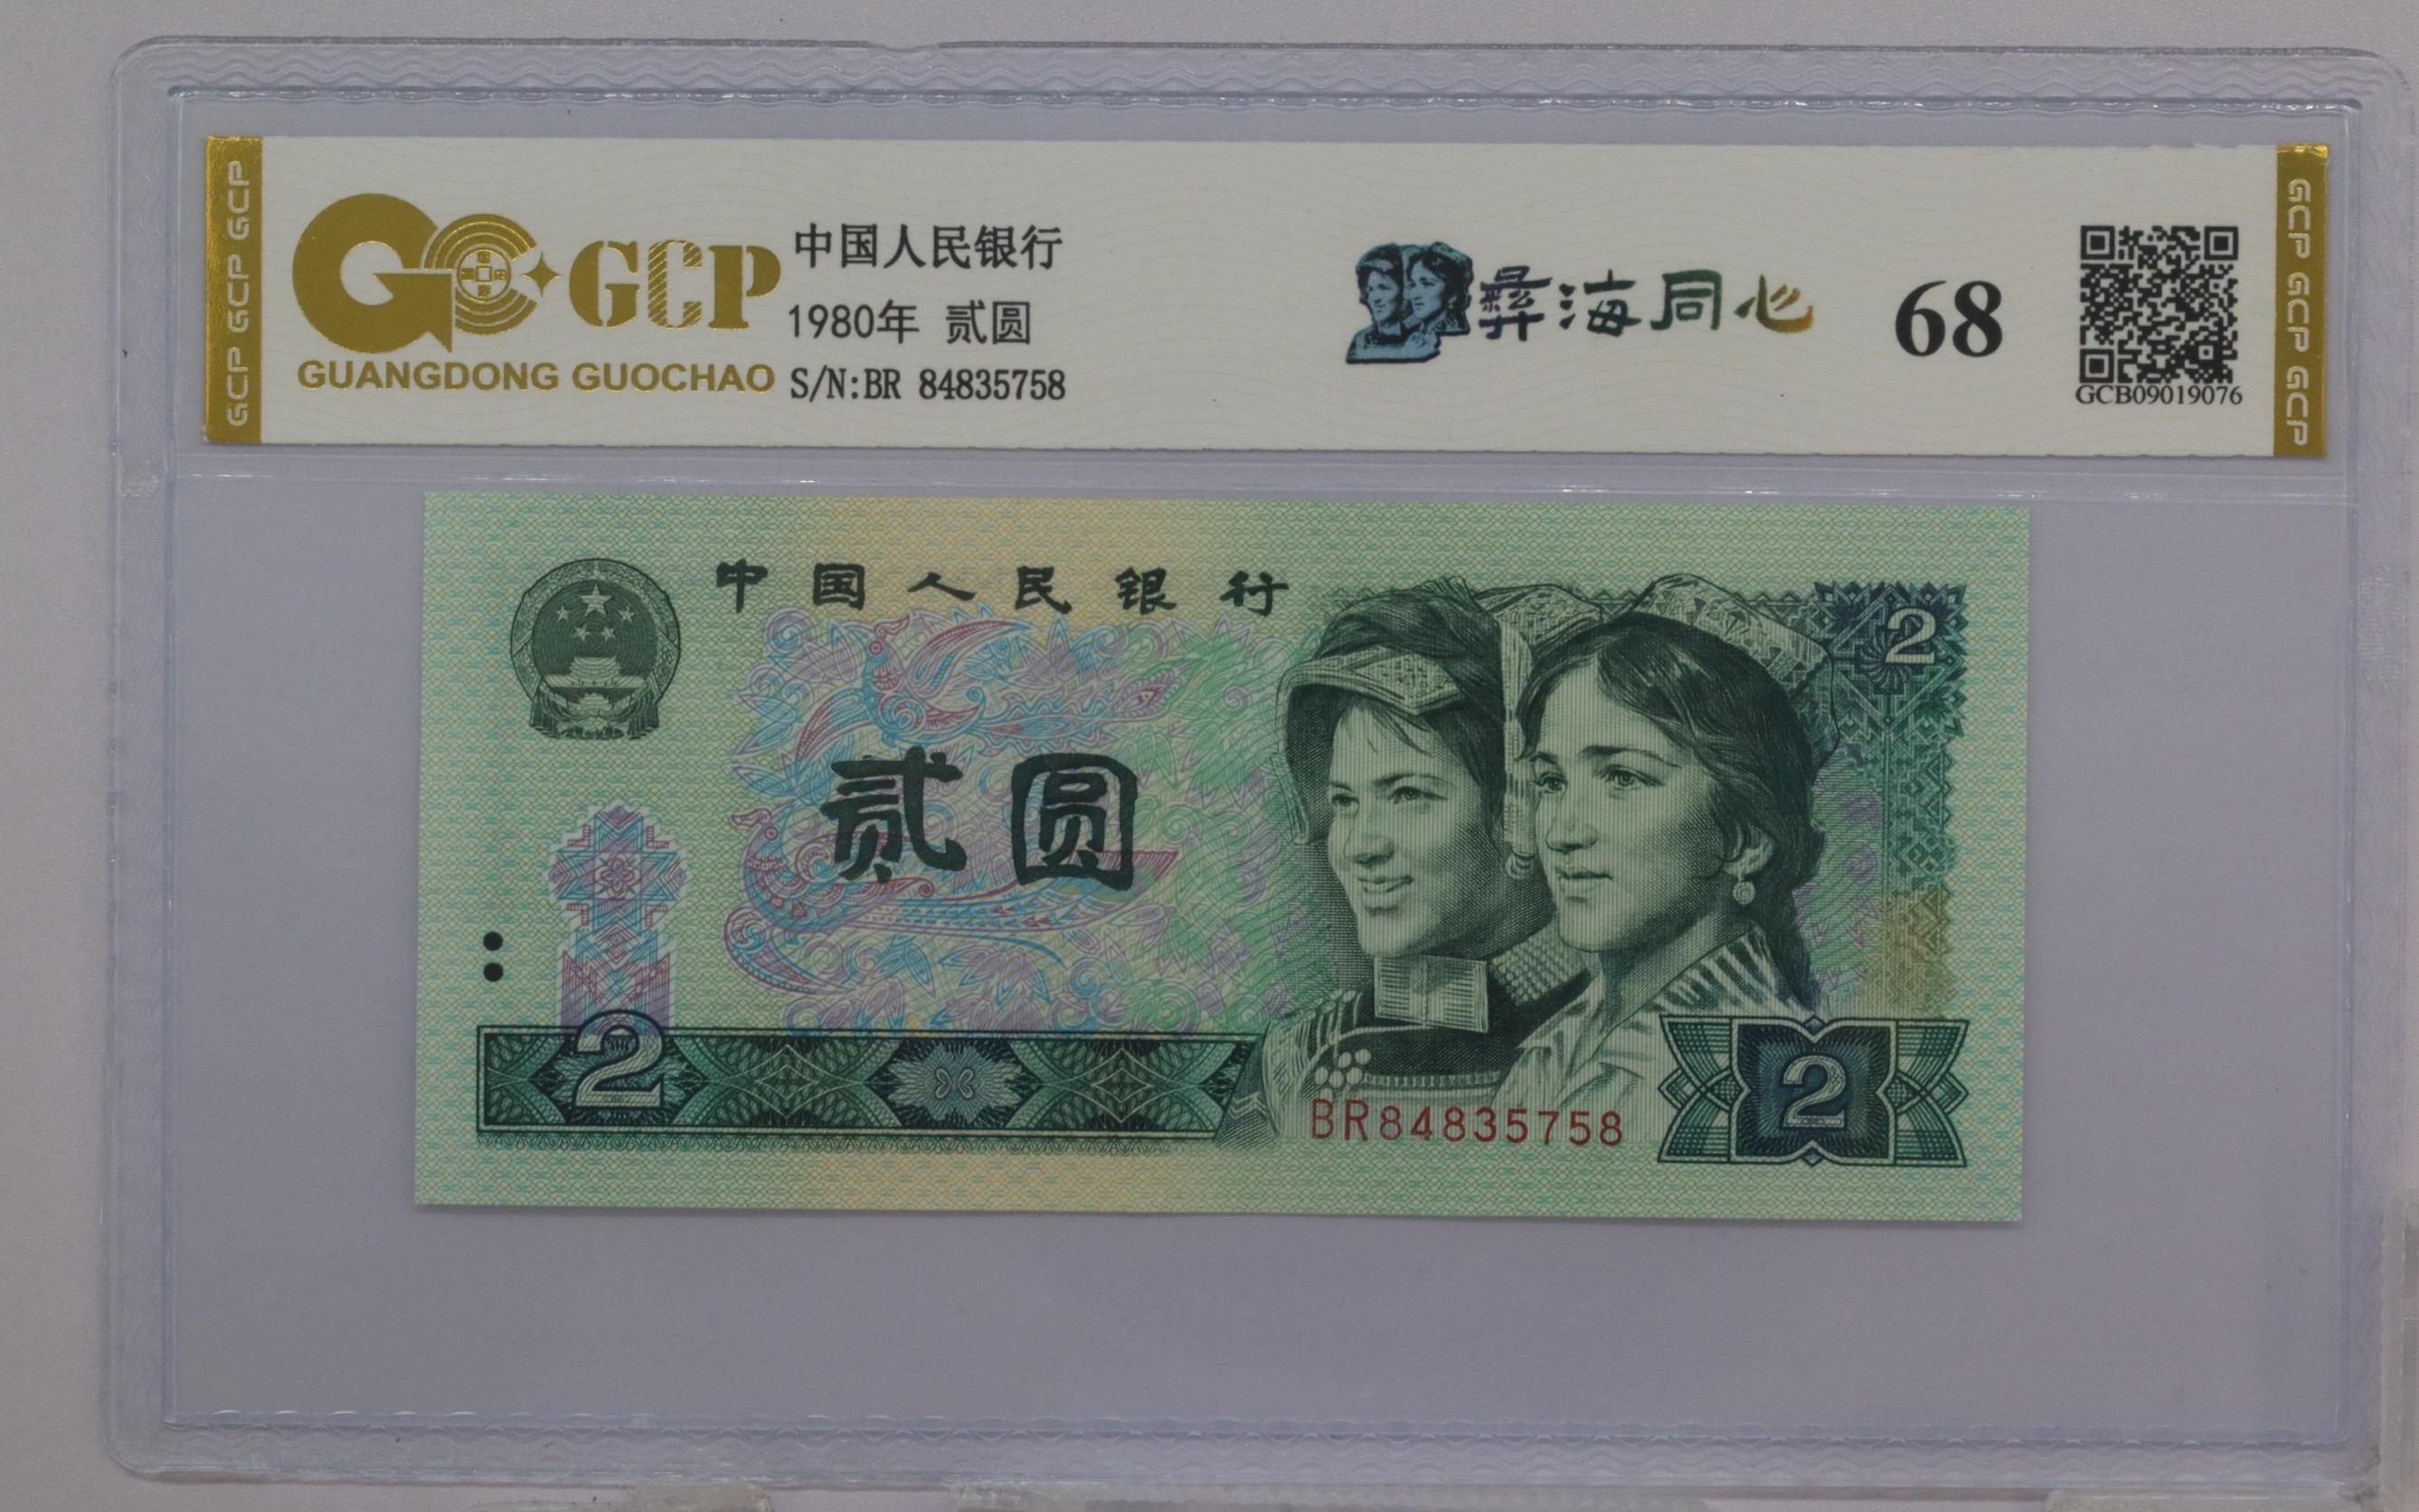 GCP GCP GCP
GCP
GUANGDONG GUOCHAO
中国人民银行
1980年 贰圆
S/N:BR 84835758
彝海同心
68
GCB09019076
GCP GCP GCP
中国人民银行
2
贰圆
2
BR84835758
2